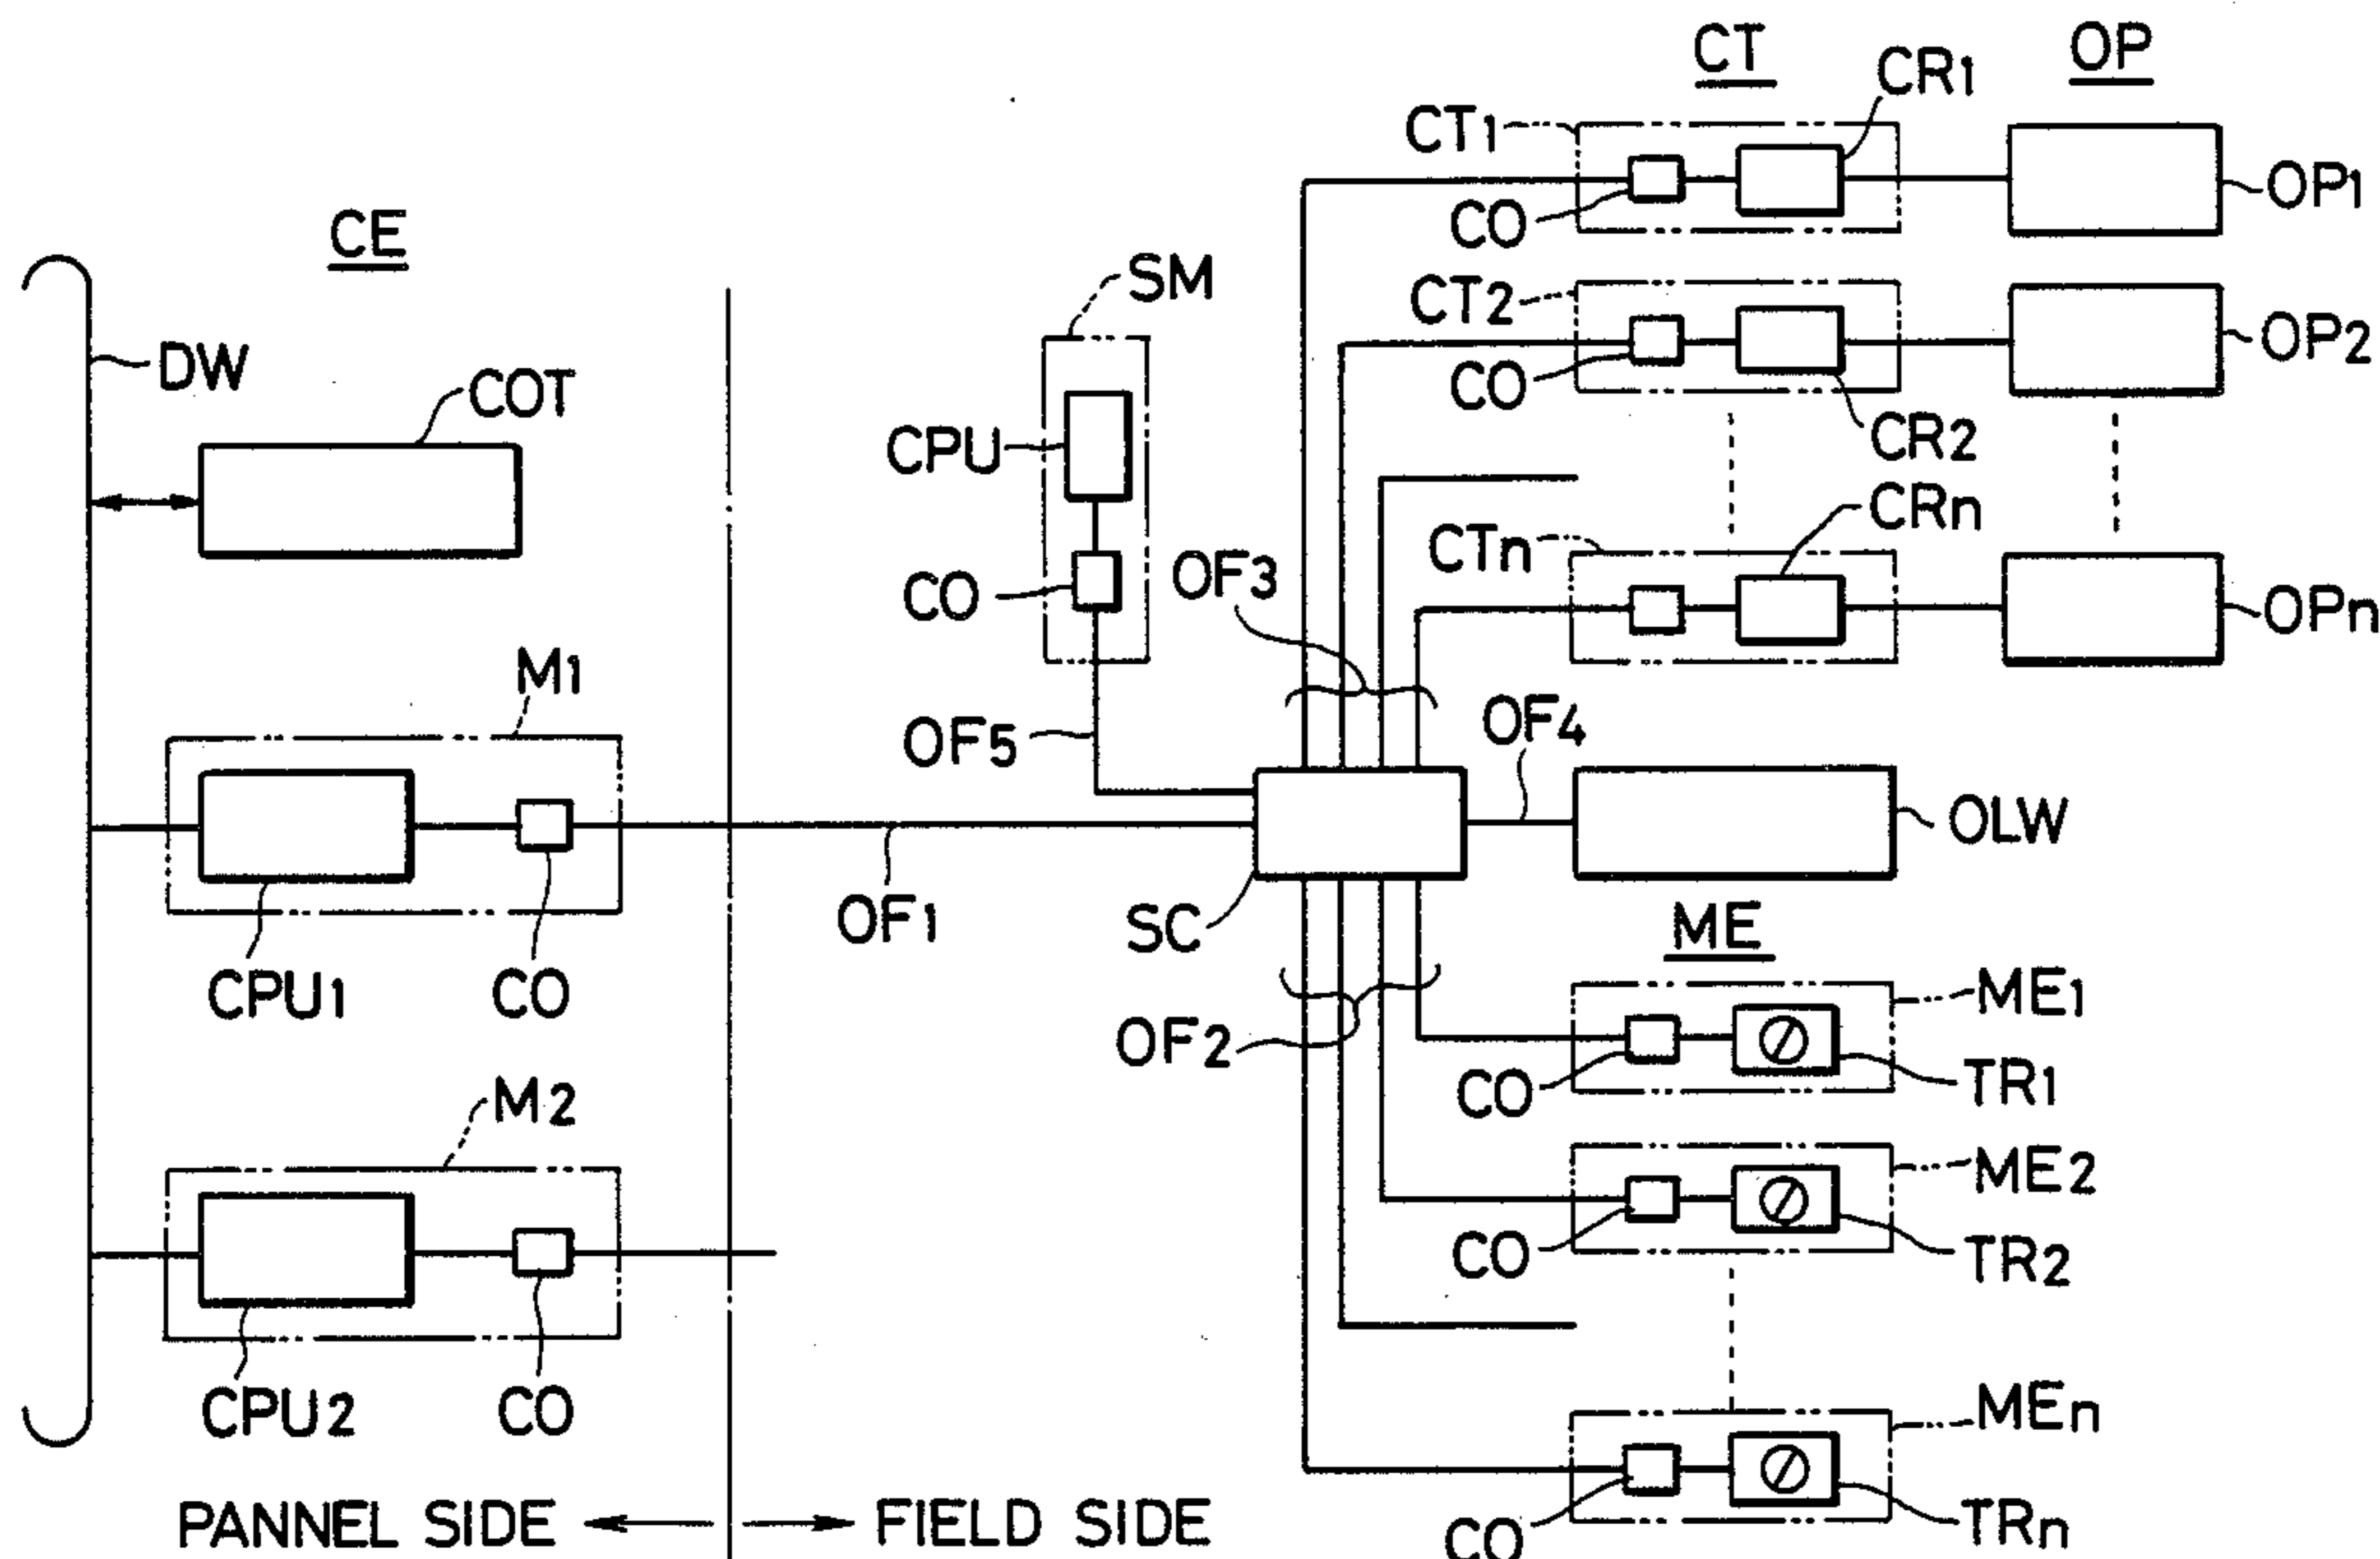 CT
OP
CR1
CT1
OP1
CO
CE
SM
CT2
OP2
CO
DW
COT
CR2
CPU
CRn
CTn
OF3
CO
OPn
M1
OF4
OF5
OLW
OF1
SC
ME
CPU1
CO
ME1
OF2
CO
TR1
M2
ME2
CO
TR2
CPU2
CO
MEn
PANNEL SIDE
FIELD SIDE
CO
TRn